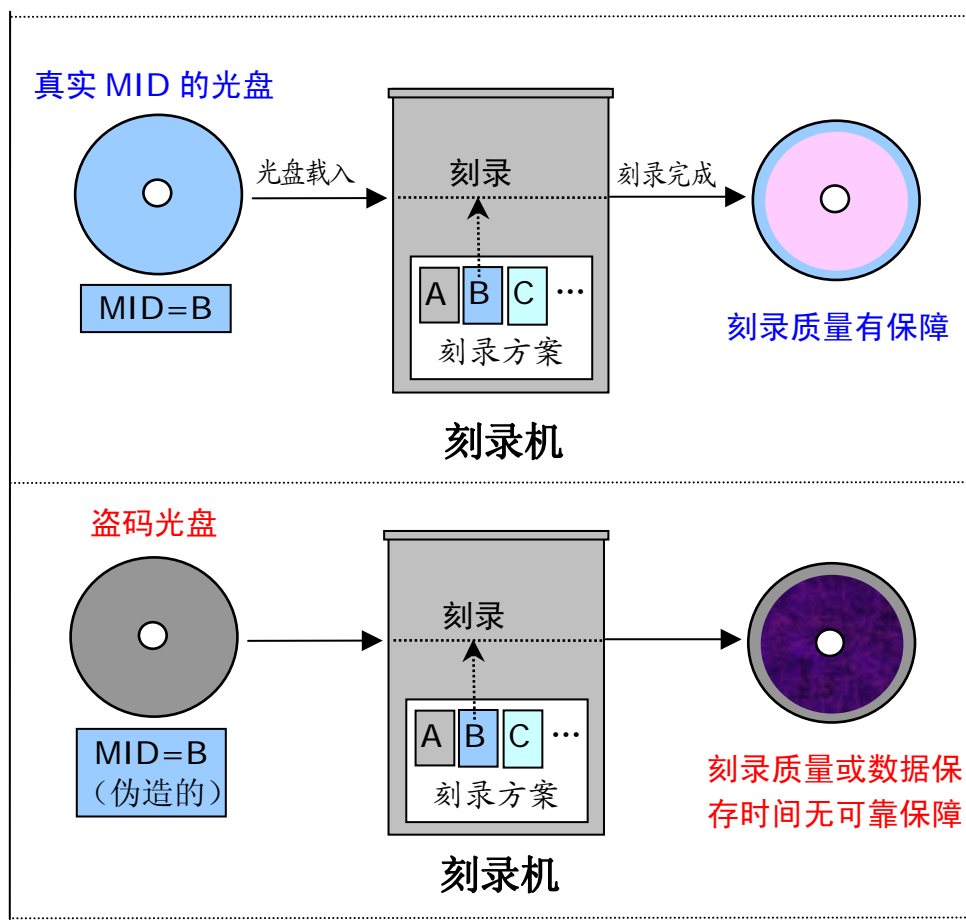 真实 MID 的光盘
光盘载入
刻录
刻录完成
MID=B
A B C …
刻录方案
刻录质量有保障
刻录机
盗码光盘
刻录
MID=B
（伪造的）
A B C …
刻录方案
刻录质量或数据保
存时间无可靠保障
刻录机